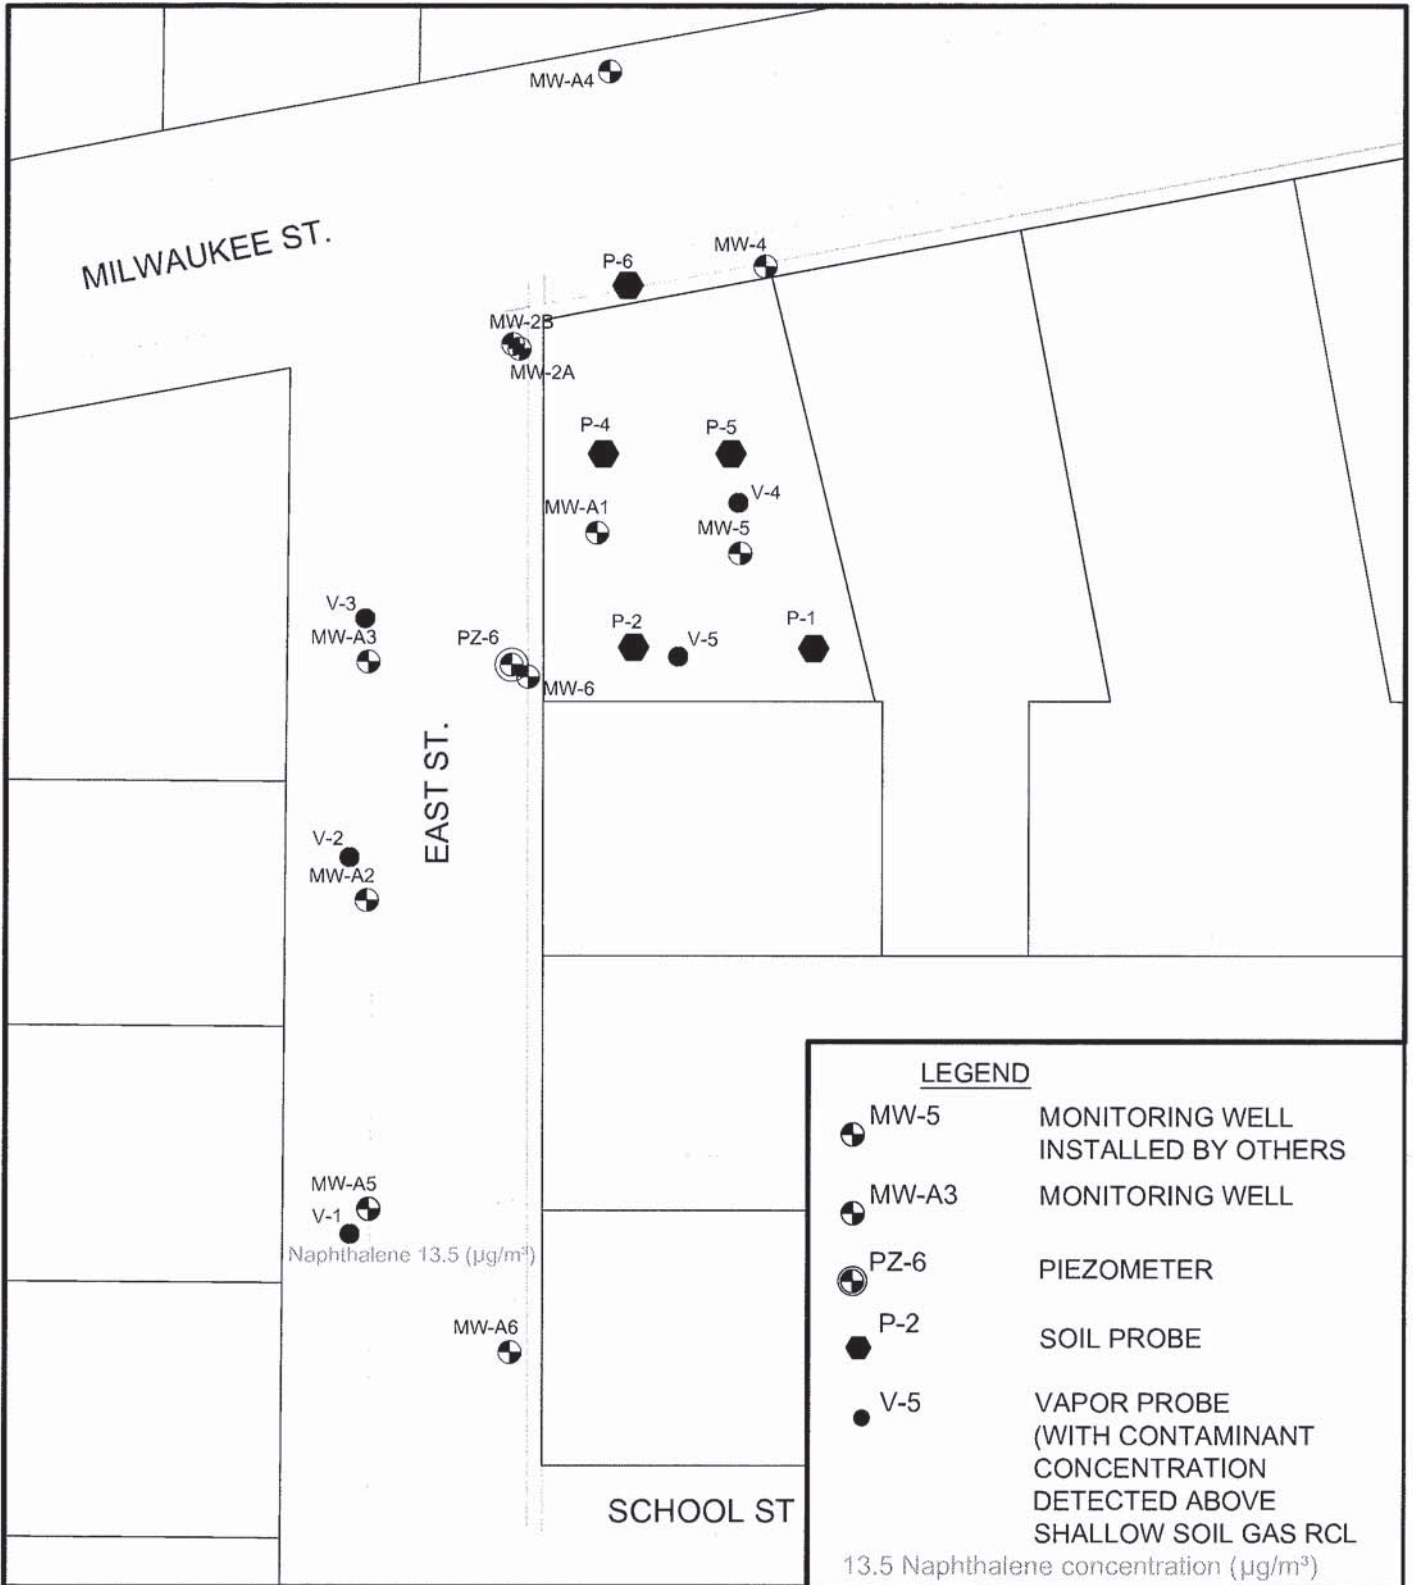 MW-A4
MILWAUKEE ST.
MW-4
P-6
MW-2B
MW-2A
P-4
P-5
V-4
MW-A1
MW-5
V-3
MW-A3
PZ-6
MW-6
P-2
V-5
P-1
EAST ST.
V-2
MW-A2
MW-A5
V-1
Naphthalene 13.5 (µg/m³)
MW-A6
SCHOOL ST
LEGEND
MW-5 MONITORING WELL
INSTALLED BY OTHERS
MW-A3 MONITORING WELL
PZ-6 PIEZOMETER
P-2 SOIL PROBE
V-5 VAPOR PROBE
(WITH CONTAMINANT
CONCENTRATION
DETECTED ABOVE
SHALLOW SOIL GAS RCL
13.5 Naphthalene concentration (µg/m³)